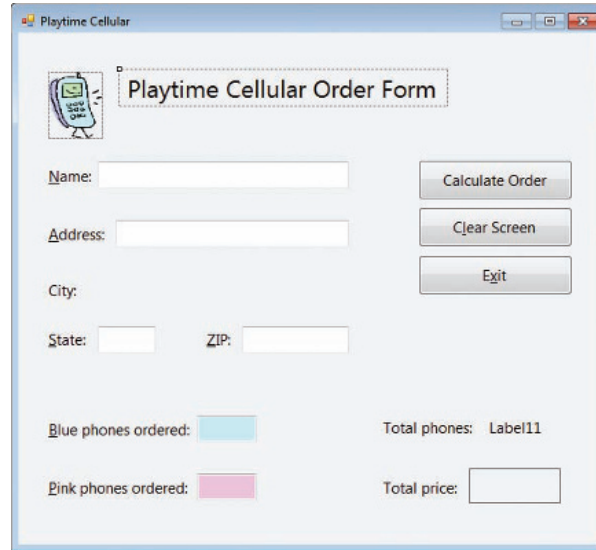 Playtime Cellular
Playtime Cellular Order Form
Name:
Calculate Order
Address:
Clear Screen
City:
Exit
State:
ZIP:
Blue phones ordered:
Total phones: Label11
Pink phones ordered:
Total price: